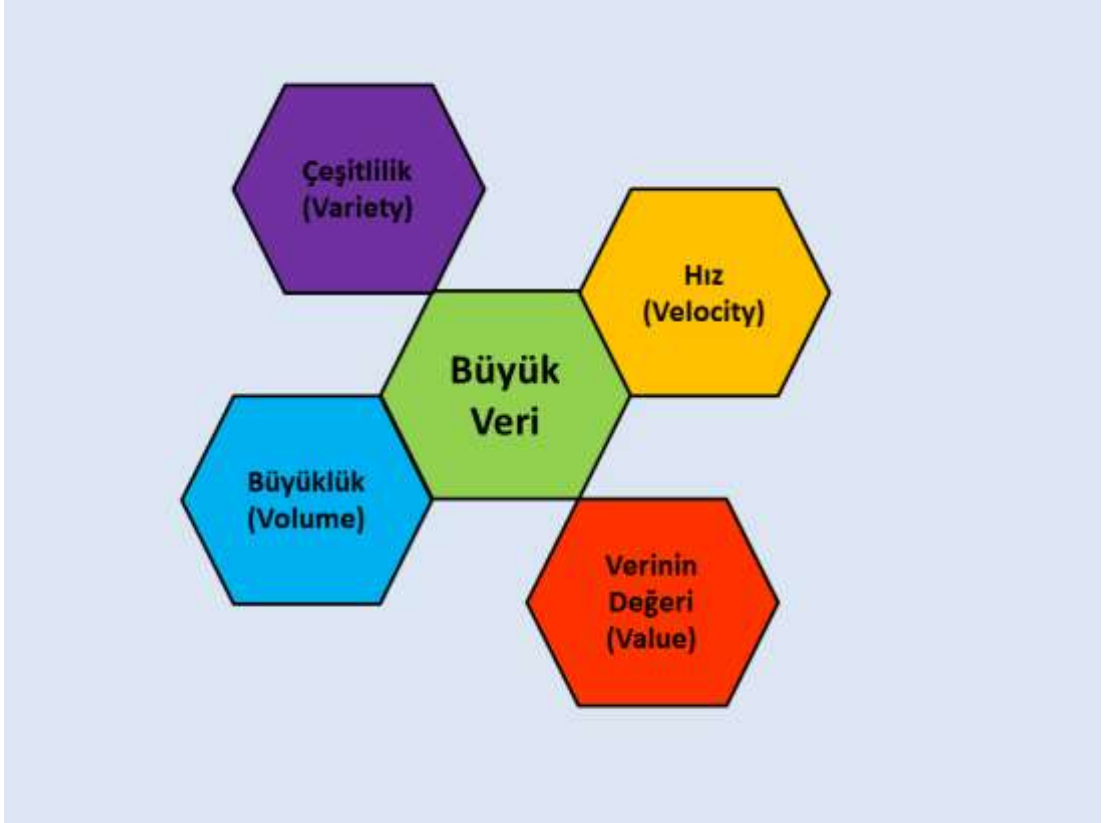 Çeşitlilik
(Variety)
Hız
(Velocity)
Büyük
Veri
Büyüklük
(Volume)
Verinin
Değeri
(Value)